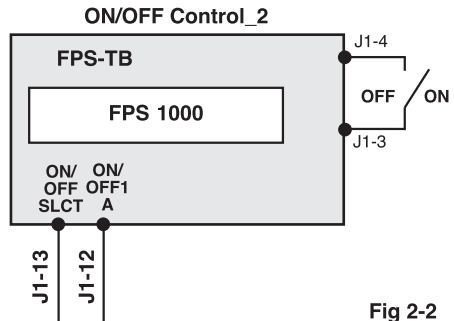 ON/OFF Control_2
FPS-TB
J1-4
FPS 1000
OFF
ON
J1-3
ON/
OFF
SLCT
ON/
OFF1
A
J1-13
J1-12
Fig 2-2